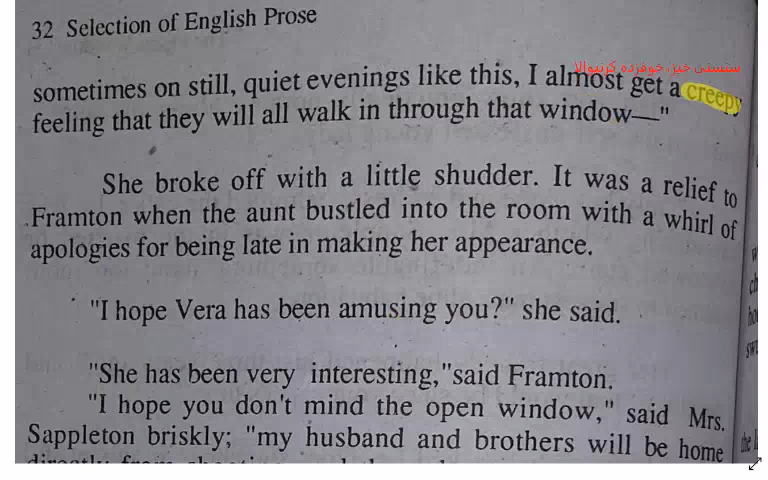 32 Selection of English Prose
سنسنی خیز، خوفزدہ کرنیوالا
sometimes on still, quiet evenings like this, I almost get a creepy
feeling that they will all walk in through that window—"
She broke off with a little shudder. It was a relief to
Framton when the aunt bustled into the room with a whirl of
apologies for being late in making her appearance.
"I hope Vera has been amusing you?" she said.
"She has been very interesting,"said Framton.
"I hope you don't mind the open window," said Mrs.
Sappleton briskly; "my husband and brothers will be home